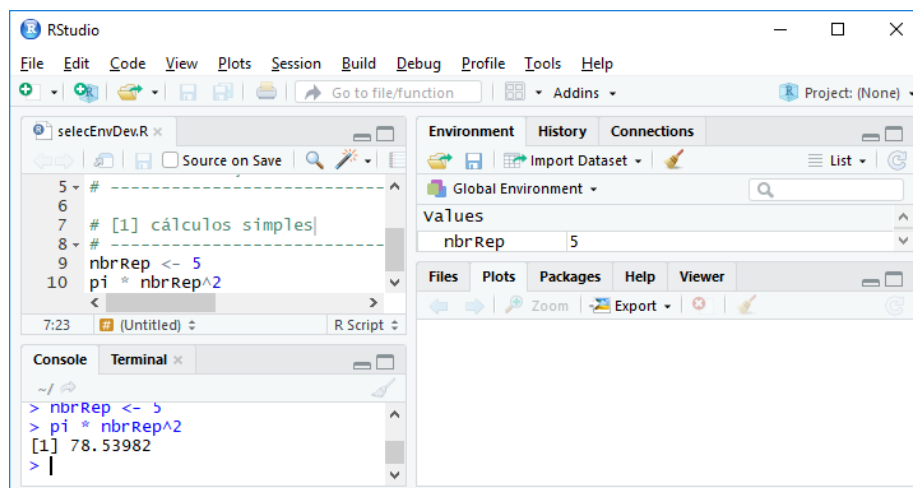 RStudio
File Edit Code View Plots Session Build Debug Profile Tools Help
Go to file/function Addins Project: (None)
selecEnvDev.R
Source on Save
5 # ------------------------------
6
7 # [1] cálculos simples
8 # ------------------------------
9 nbrRep <- 5
10 pi * nbrRep^2
7:23 (Untitled) R Script
Console Terminal
~/
> nbrRep <- 5
> pi * nbrRep^2
[1] 78.53982
>
Environment History Connections
Import Dataset List
Global Environment
Values
nbrRep 5
Files Plots Packages Help Viewer
Zoom Export